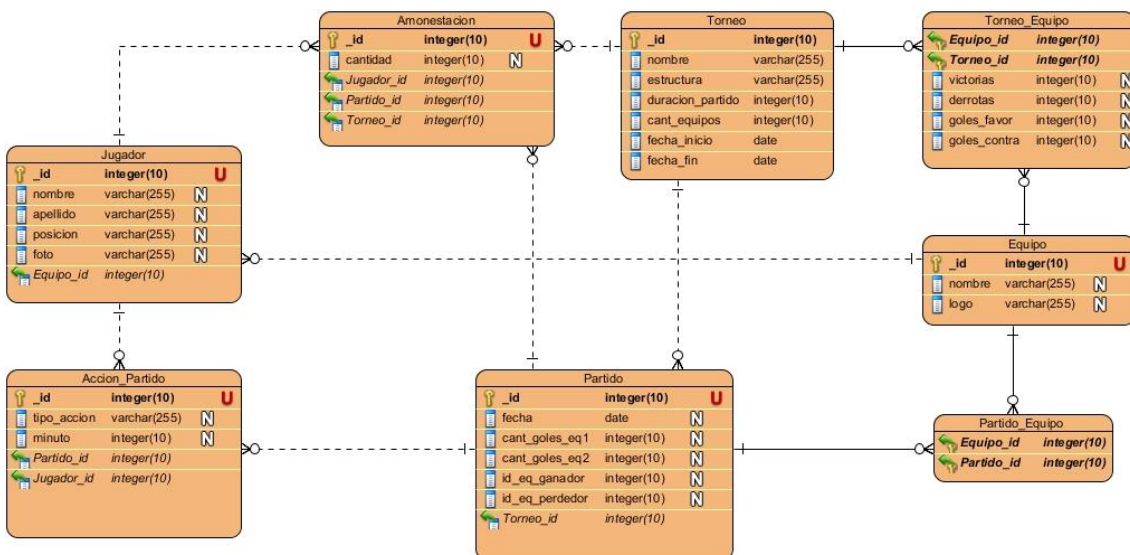 Amonestacion
_id integer(10) U
cantidad integer(10) N
Jugador_id integer(10)
Partido_id integer(10)
Torneo_id integer(10)
Torneo
_id integer(10)
nombre varchar(255)
estructura varchar(255)
duracion_partido integer(10)
cant_equipos integer(10)
fecha_inicio date
fecha_fin date
Torneo_Equipo
Equipo_id integer(10)
Torneo_id integer(10)
victorias integer(10) N
derrotas integer(10) N
goles_favor integer(10) N
goles_contra integer(10) N
Jugador
_id integer(10) U
nombre varchar(255) N
apellido varchar(255) N
posicion varchar(255) N
foto varchar(255) N
Equipo_id integer(10)
Equipo
_id integer(10) U
nombre varchar(255) N
logo varchar(255) N
Accion_Partido
_id integer(10) U
tipo_accion varchar(255) N
minuto integer(10) N
Partido_id integer(10)
Jugador_id integer(10)
Partido
_id integer(10) U
fecha date N
cant_goles_eq1 integer(10) N
cant_goles_eq2 integer(10) N
id_eq_ganador integer(10) N
id_eq_perdedor integer(10) N
Torneo_id integer(10)
Partido_Equipo
Equipo_id integer(10)
Partido_id integer(10)